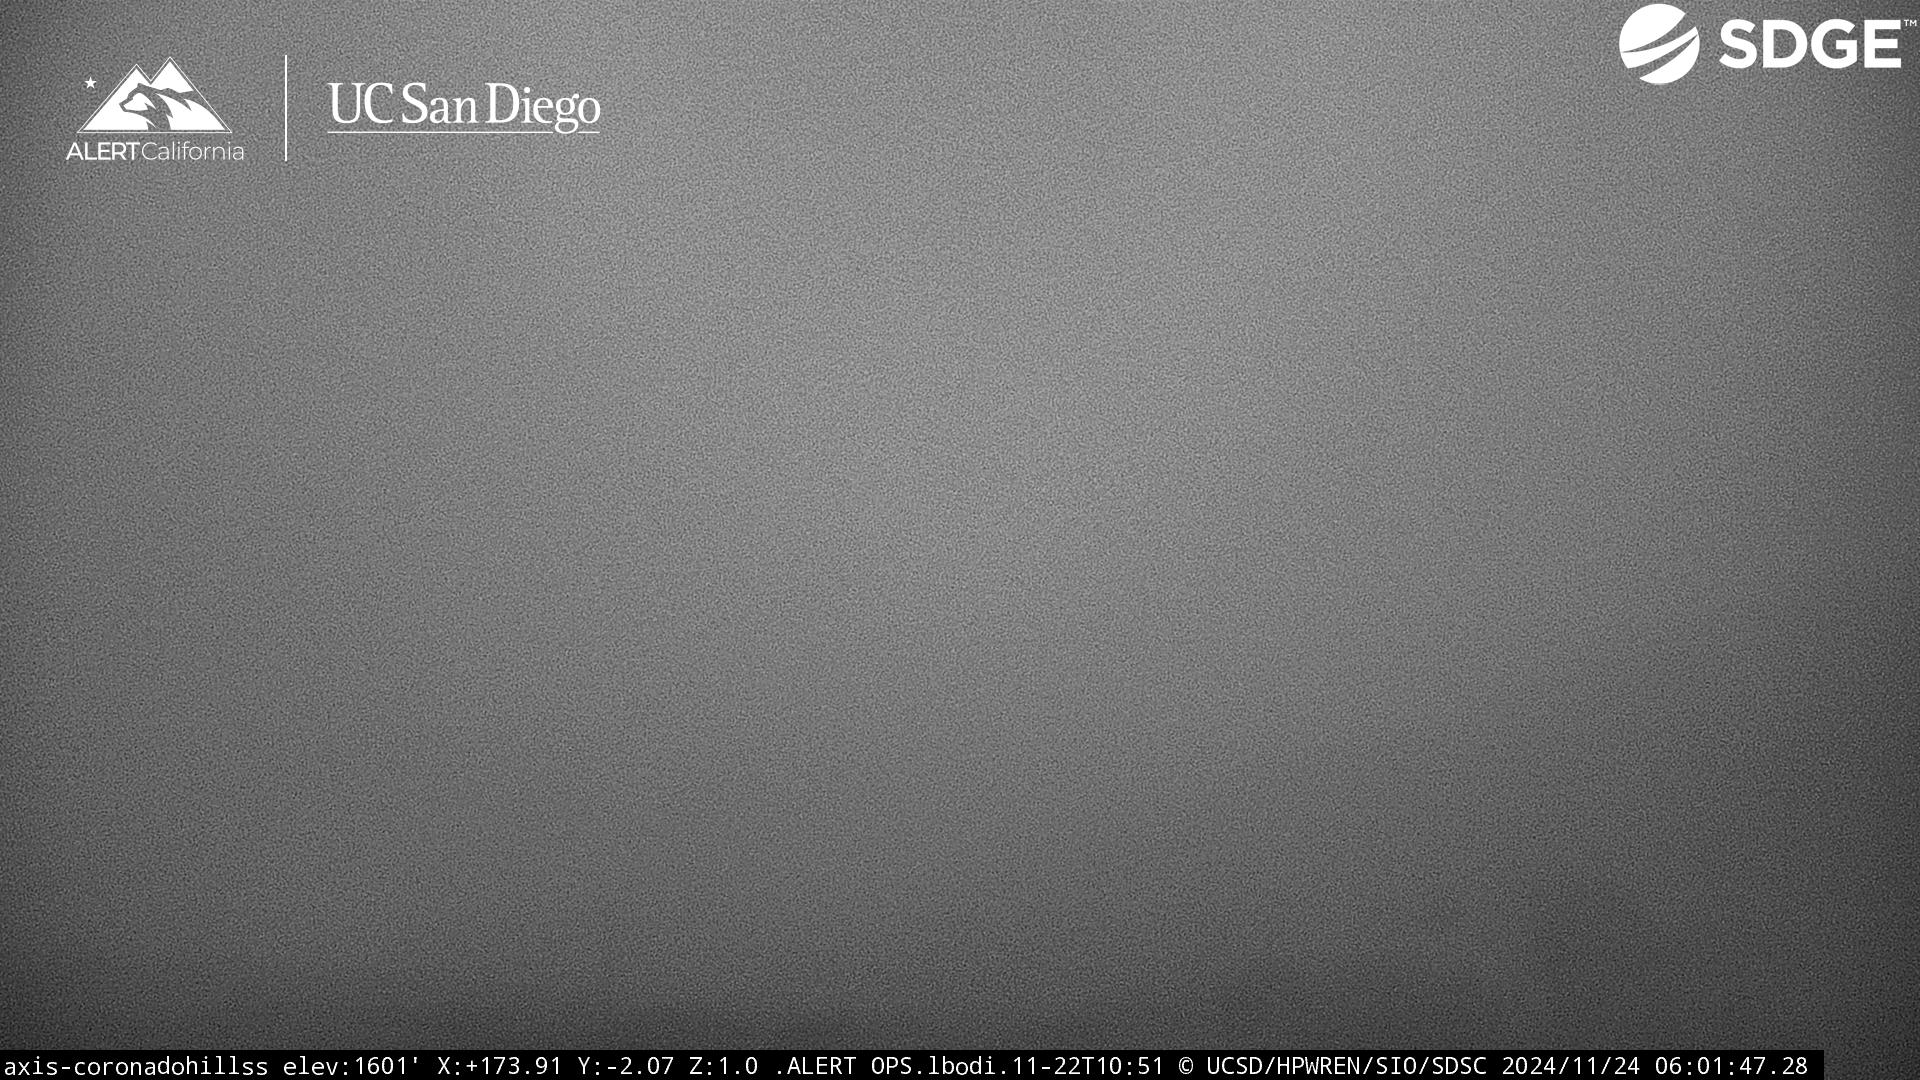 SDGE™
UC San Diego
ALERTCalifornia
axis-coronadohillss elev:1601' X:+173.91 Y:-2.07 Z:1.0 .ALERT OPS.lbodi.11-22T10:51 © UCSD/HPWREN/SIO/SDSC 2024/11/24 06:01:47.28